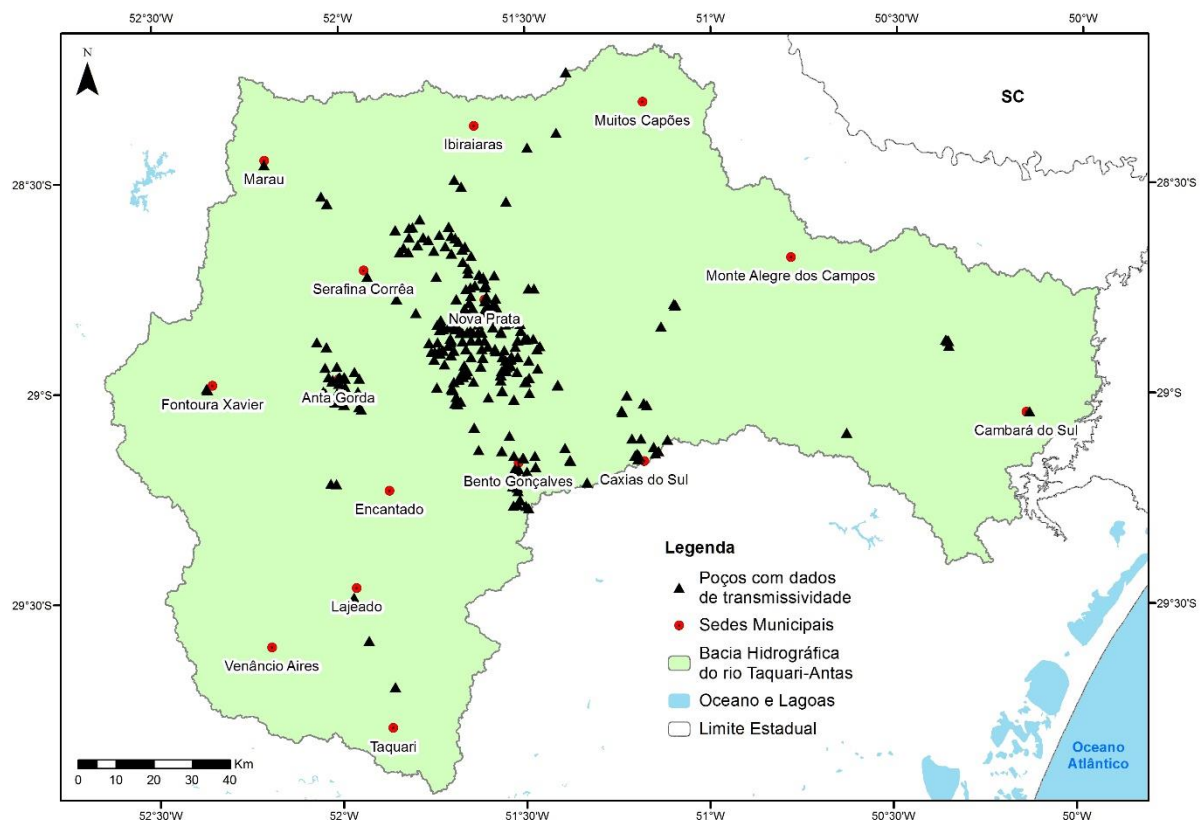 52°30'W 52°W 51°30'W 51°W 50°30'W 50°W
N
SC
Muitos Capões
Ibiraiaras
Marau
28°30'S 28°30'S
Monte Alegre dos Campos
Serafina Corrêa
Nova Prata
29°S 29°S
Anta Gorda
Fontoura Xavier
Cambará do Sul
Bento Gonçalves
Caxias do Sul
Encantado
Legenda
Poços com dados
de transmissividade
Sedes Municipais
Bacia Hidrográfica
do rio Taquari-Antas
Oceano e Lagoas
Limite Estadual
29°30'S 29°30'S
Lajeado
Venâncio Aires
Taquari
Oceano
Atlântico
Km
0 10 20 30 40
52°30'W 52°W 51°30'W 51°W 50°30'W 50°W